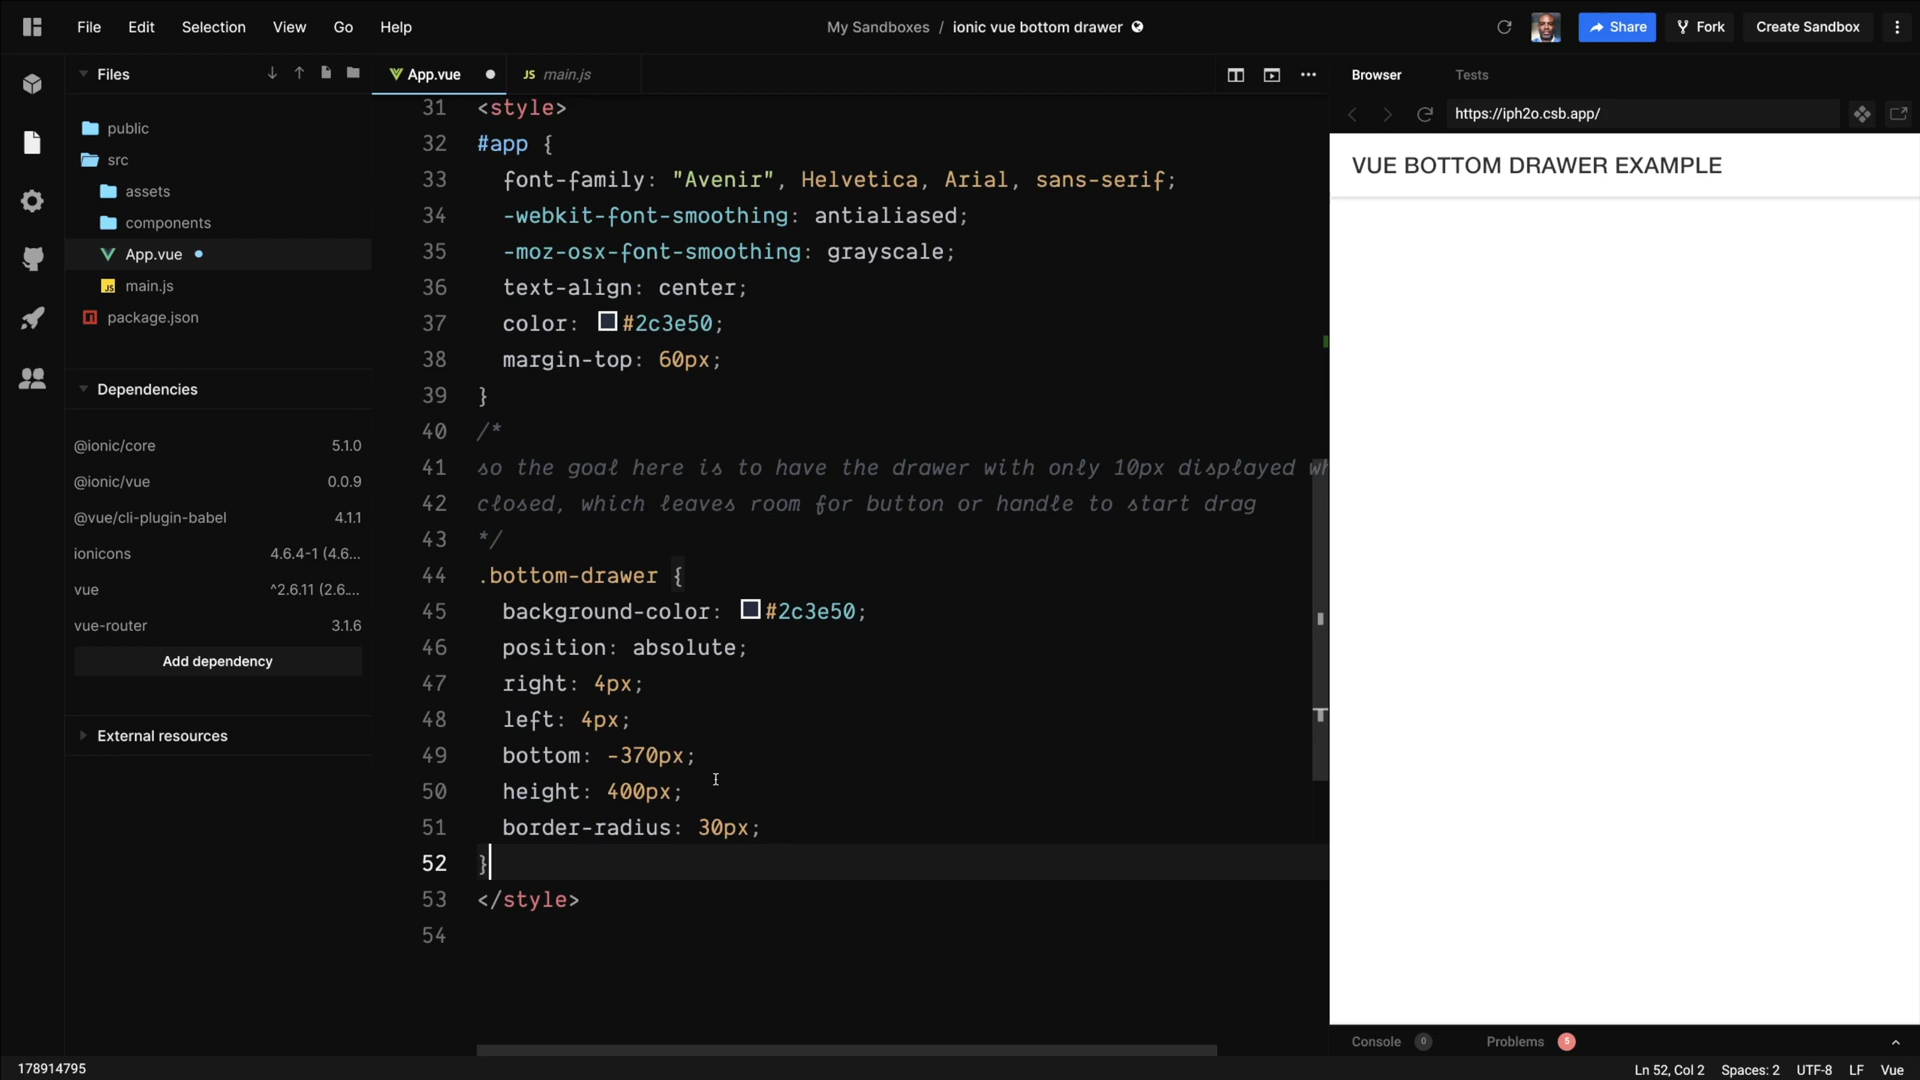 File Edit Selection View Go Help
My Sandboxes / ionic vue bottom drawer
Share Fork Create Sandbox
Files
public
src
assets
components
App.vue
JS main.js
package.json
Dependencies
@ionic/core 5.1.0
@ionic/vue 0.0.9
@vue/cli-plugin-babel 4.1.1
ionicons 4.6.4-1 (4.6...
vue ^2.6.11 (2.6....
vue-router 3.1.6
Add dependency
External resources
App.vue JS main.js
31 <style>
32 #app {
33 font-family: "Avenir", Helvetica, Arial, sans-serif;
34 -webkit-font-smoothing: antialiased;
35 -moz-osx-font-smoothing: grayscale;
36 text-align: center;
37 color: #2c3e50;
38 margin-top: 60px;
39 }
40 /*
41 so the goal here is to have the drawer with only 10px displayed wh
42 closed, which leaves room for button or handle to start drag
43 */
44 .bottom-drawer {
45 background-color: #2c3e50;
46 position: absolute;
47 right: 4px;
48 left: 4px;
49 bottom: -370px;
50 height: 400px;
51 border-radius: 30px;
52 }
53 </style>
54
Browser Tests
https://iph2o.csb.app/
VUE BOTTOM DRAWER EXAMPLE
Console 0 Problems 5
178914795
Ln 52, Col 2 Spaces: 2 UTF-8 LF Vue